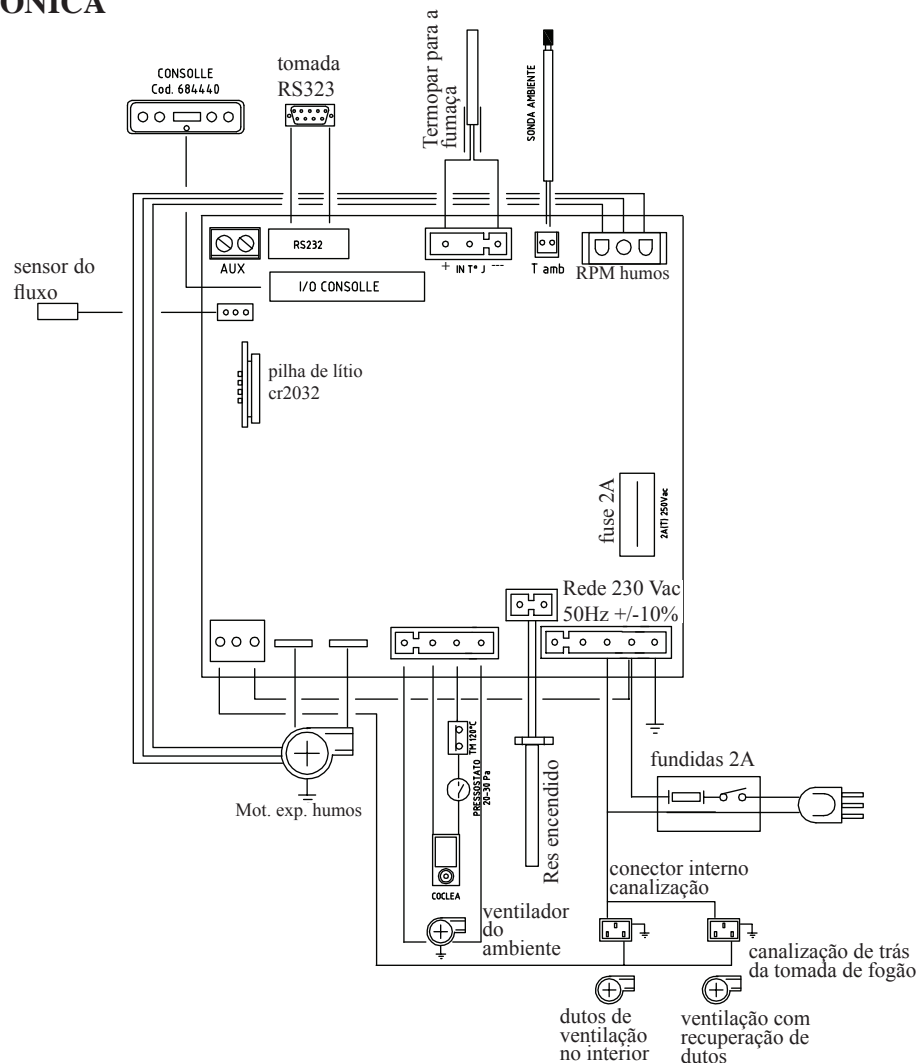 ÔNICA
CONSOLLE
Cod. 684440
tomada
RS323
Termopar para a
fumaça
SONDA AMBIENTE
AUX
RS232
+ IN T° J ---
T amb
RPM humos
I/O CONSOLLE
sensor do
fluxo
pilha de lítio
cr2032
fuse 2A
2A(T) 250Vac
Rede 230 Vac
50Hz +/-10%
TM 120°C
PRESSOSTATO
20-30 Pa
Res encendido
fundidas 2A
Mot. exp. humos
COCLEA
ventilador
do
ambiente
conector interno
canalização
canalização de trás
da tomada de fogão
dutos de
ventilação
no interior
ventilação com
recuperação de
dutos